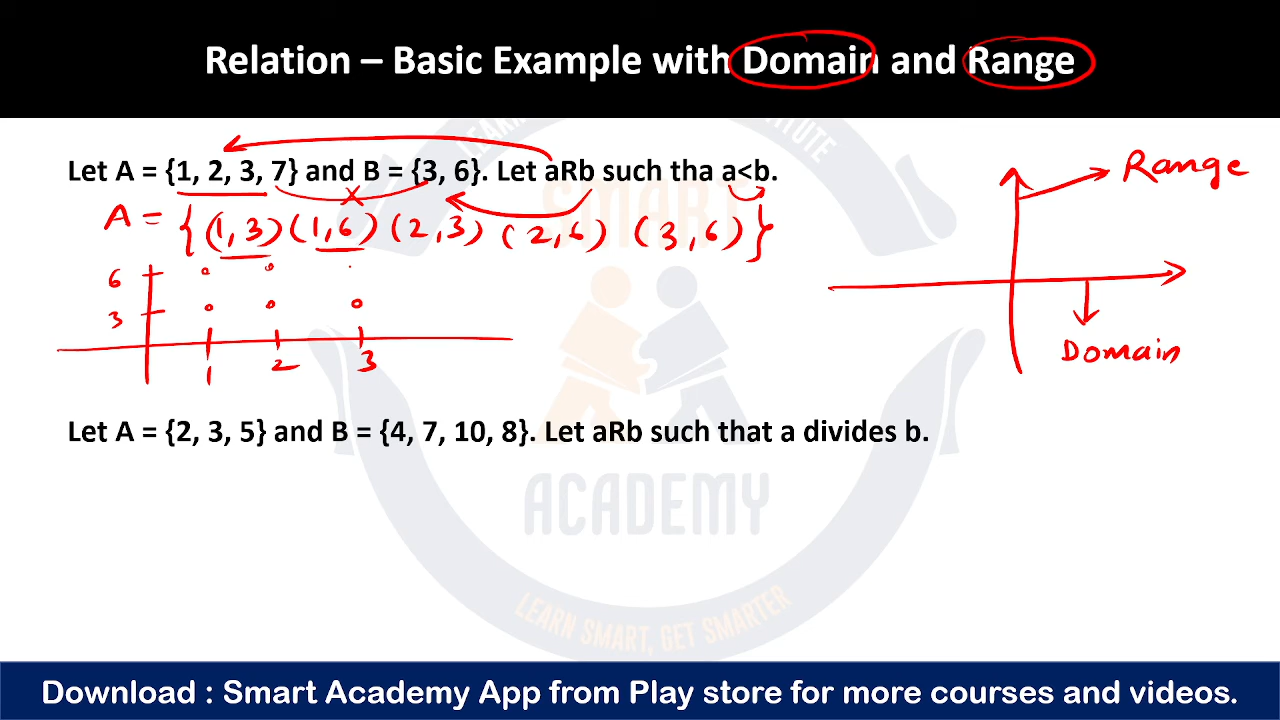 Relation – Basic Example with Domain and Range
Let A = {1, 2, 3, 7} and B = {3, 6}. Let aRb such tha a<b.
A = {(1,3)(1,6)(2,3)(2,6)(3,6)}
Range
6
3
1 2 3
Domain
Let A = {2, 3, 5} and B = {4, 7, 10, 8}. Let aRb such that a divides b.
SMART
ACADEMY
LEARN SMART, GET SMARTER
Download : Smart Academy App from Play store for more courses and videos.